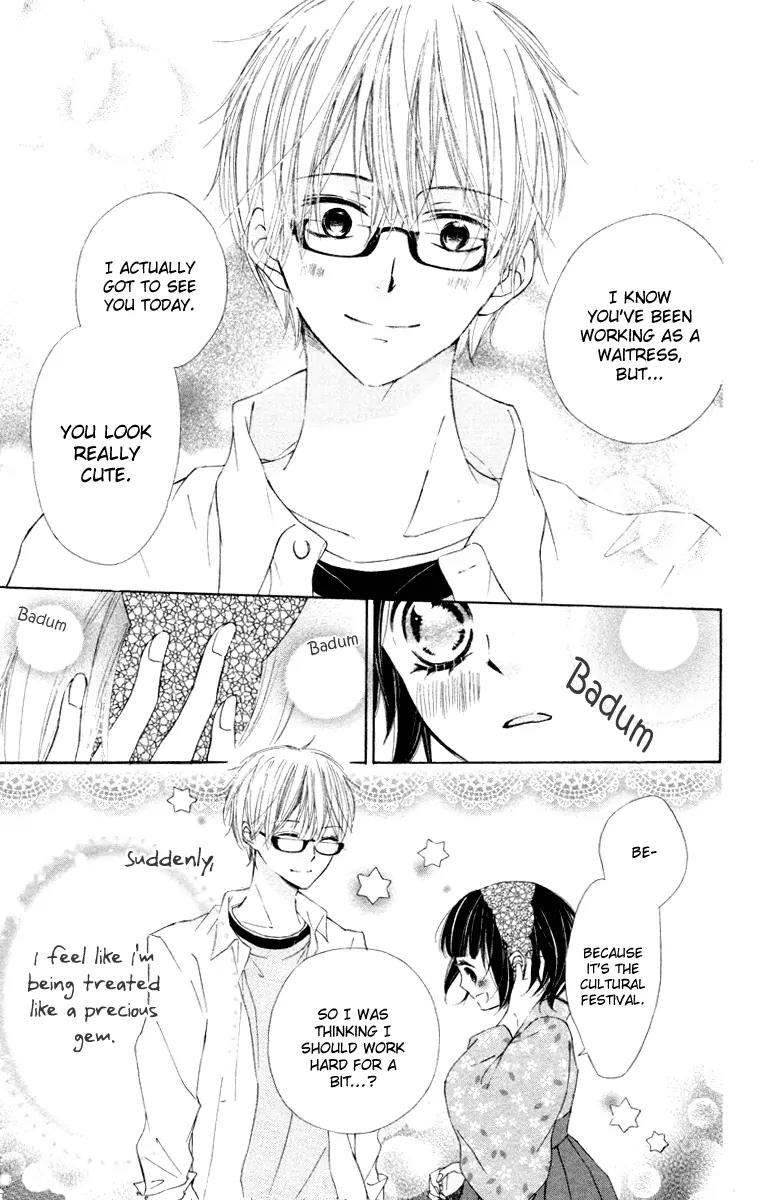 I KNOW
YOU'VE BEEN
WORKING AS A
WAITRESS,
BUT...
I ACTUALLY
GOT TO SEE
YOU TODAY.
YOU LOOK
REALLY
CUTE.
Badum
Badum
Badum
BE-
BECAUSE
IT'S THE
CULTURAL
FESTIVAL.
SO I WAS
THINKING I
SHOULD WORK
HARD FOR A
BIT...?
Suddenly,
I feel like i'm
being treated
like a precious
gem.